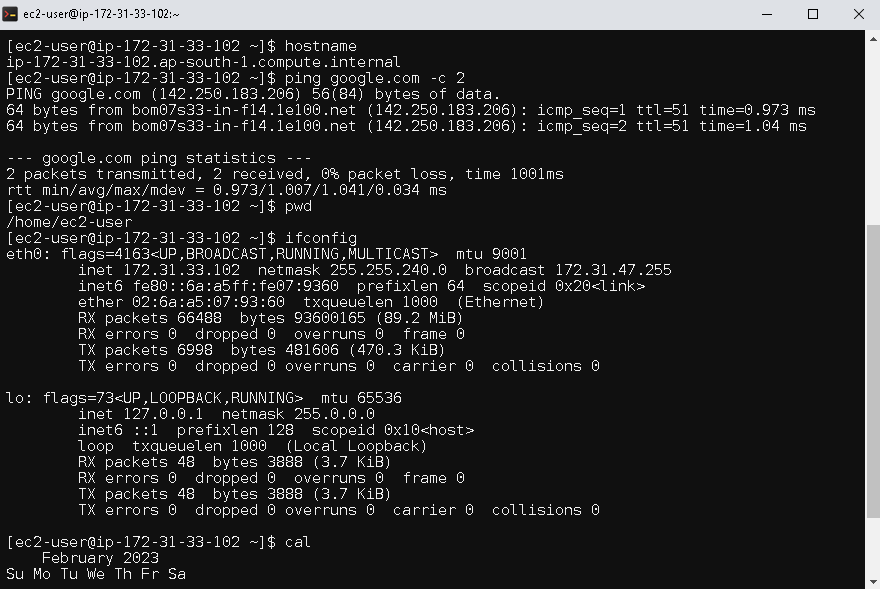 ec2-user@ip-172-31-33-102:~
[ec2-user@ip-172-31-33-102 ~]$ hostname
ip-172-31-33-102.ap-south-1.compute.internal
[ec2-user@ip-172-31-33-102 ~]$ ping google.com -c 2
PING google.com (142.250.183.206) 56(84) bytes of data.
64 bytes from bom07s33-in-f14.1e100.net (142.250.183.206): icmp_seq=1 ttl=51 time=0.973 ms
64 bytes from bom07s33-in-f14.1e100.net (142.250.183.206): icmp_seq=2 ttl=51 time=1.04 ms

--- google.com ping statistics ---
2 packets transmitted, 2 received, 0% packet loss, time 1001ms
rtt min/avg/max/mdev = 0.973/1.007/1.041/0.034 ms
[ec2-user@ip-172-31-33-102 ~]$ pwd
/home/ec2-user
[ec2-user@ip-172-31-33-102 ~]$ ifconfig
eth0: flags=4163<UP,BROADCAST,RUNNING,MULTICAST>  mtu 9001
        inet 172.31.33.102  netmask 255.255.240.0  broadcast 172.31.47.255
        inet6 fe80::6a:a5ff:fe07:9360  prefixlen 64  scopeid 0x20<link>
        ether 02:6a:a5:07:93:60  txqueuelen 1000  (Ethernet)
        RX packets 66488  bytes 93600165 (89.2 MiB)
        RX errors 0  dropped 0  overruns 0  frame 0
        TX packets 6998  bytes 481606 (470.3 KiB)
        TX errors 0  dropped 0 overruns 0  carrier 0  collisions 0

lo: flags=73<UP,LOOPBACK,RUNNING>  mtu 65536
        inet 127.0.0.1  netmask 255.0.0.0
        inet6 ::1  prefixlen 128  scopeid 0x10<host>
        loop  txqueuelen 1000  (Local Loopback)
        RX packets 48  bytes 3888 (3.7 KiB)
        RX errors 0  dropped 0  overruns 0  frame 0
        TX packets 48  bytes 3888 (3.7 KiB)
        TX errors 0  dropped 0 overruns 0  carrier 0  collisions 0

[ec2-user@ip-172-31-33-102 ~]$ cal
    February 2023
Su Mo Tu We Th Fr Sa